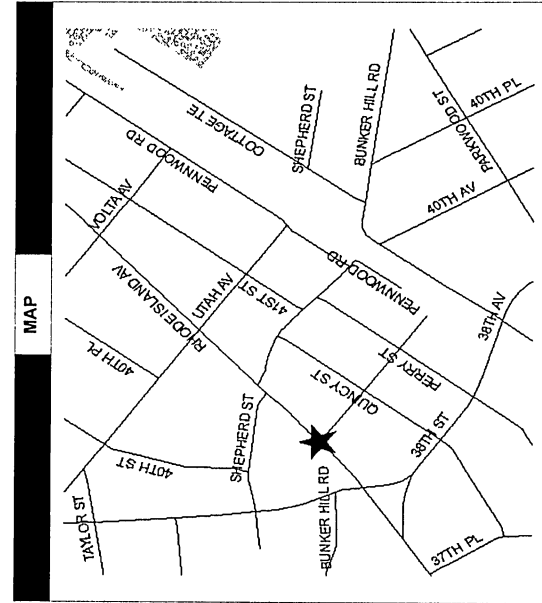 MAP
COTTAGE TE
SHEPHERD ST
BUNKER HILL RD
PARKWOOD ST
40TH PL
40TH AV
PENNWOOD RD
VOLTA AV
RHODE ISLAND AV
UTAH AV
41ST ST
PENNWOOD RD
40TH PL
38TH AV
PERRY ST
QUINCY ST
SHEPHERD ST
40TH ST
38TH ST
TAYLOR ST
BUNKER HILL RD
37TH PL